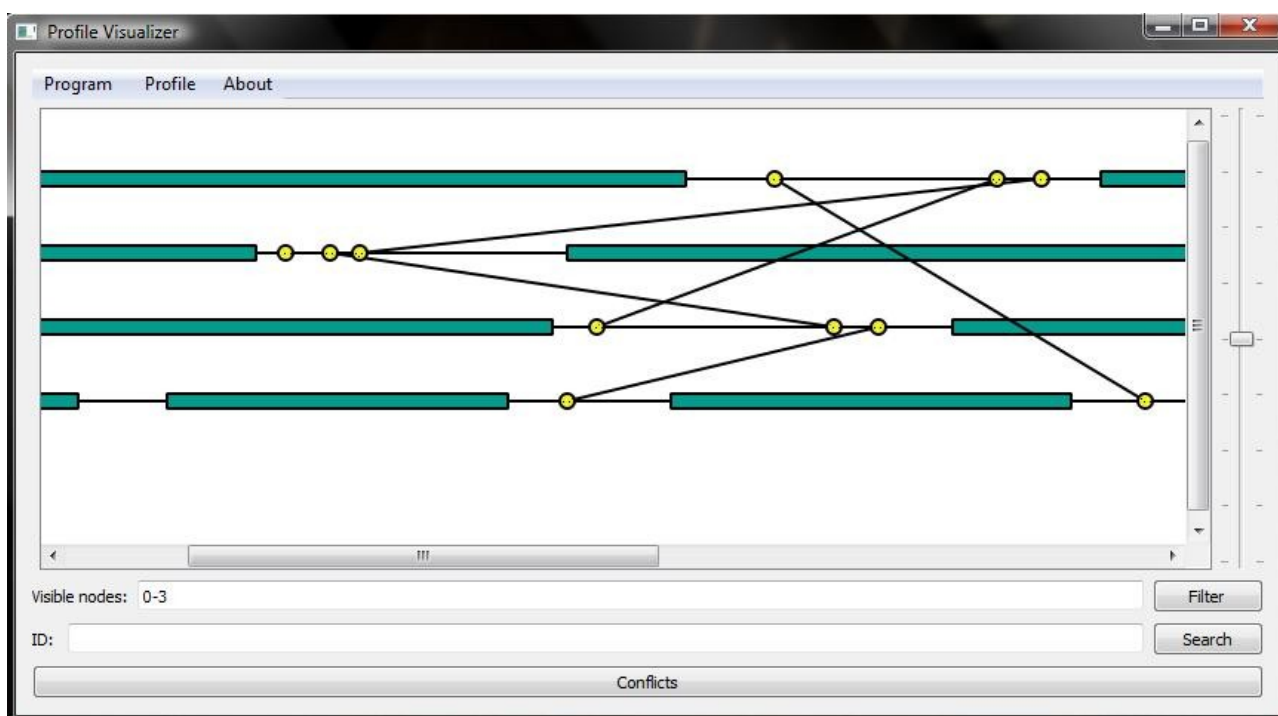 Profile Visualizer
Program Profile About
Visible nodes: 0-3 Filter
ID: Search
Conflicts